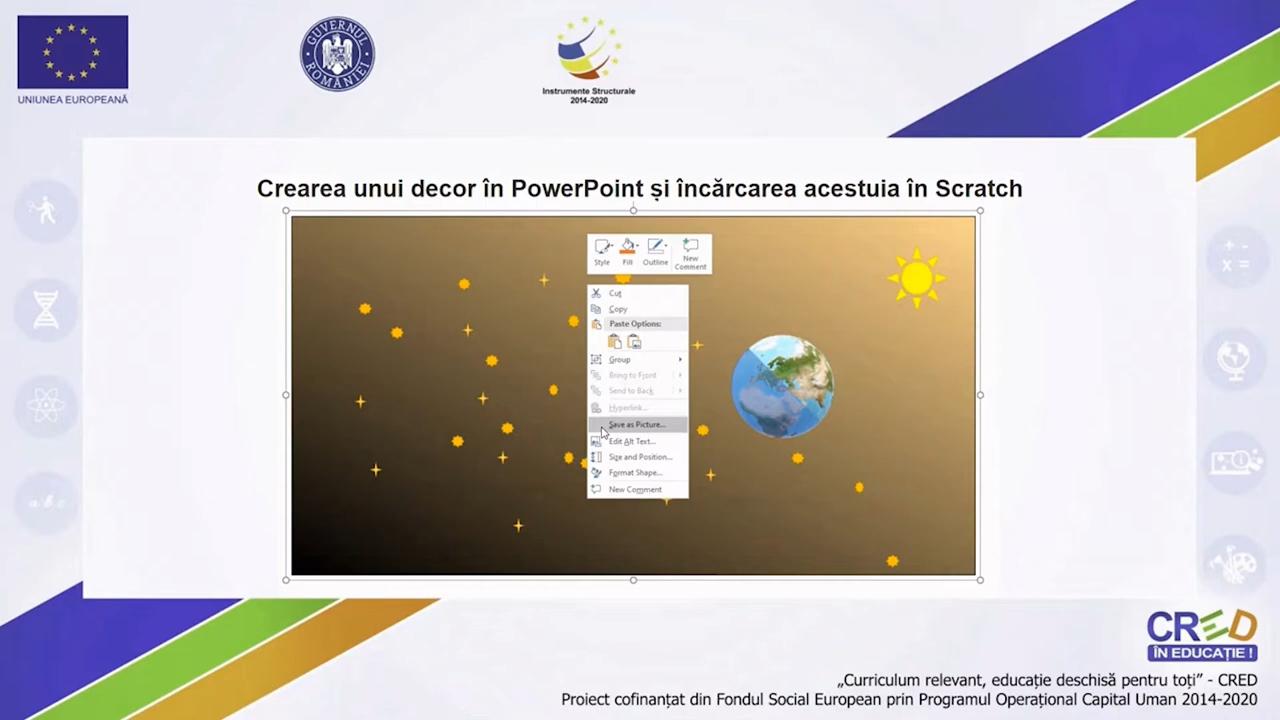 UNIUNEA EUROPEANĂ
GUVERNUL ROMÂNIEI
Instrumente Structurale
2014-2020
Crearea unui decor în PowerPoint și încărcarea acestuia în Scratch
Style
Fill
Outline
New
Comment
Cut
Copy
Paste Options:
Group
Bring to Front
Send to Back
Hyperlink...
Save as Picture...
Edit Alt Text...
Size and Position...
Format Shape...
New Comment
+ -
x =
a b c
CRED
ÎN EDUCAȚIE !
„Curriculum relevant, educație deschisă pentru toți” - CRED
Proiect cofinanțat din Fondul Social European prin Programul Operațional Capital Uman 2014-2020